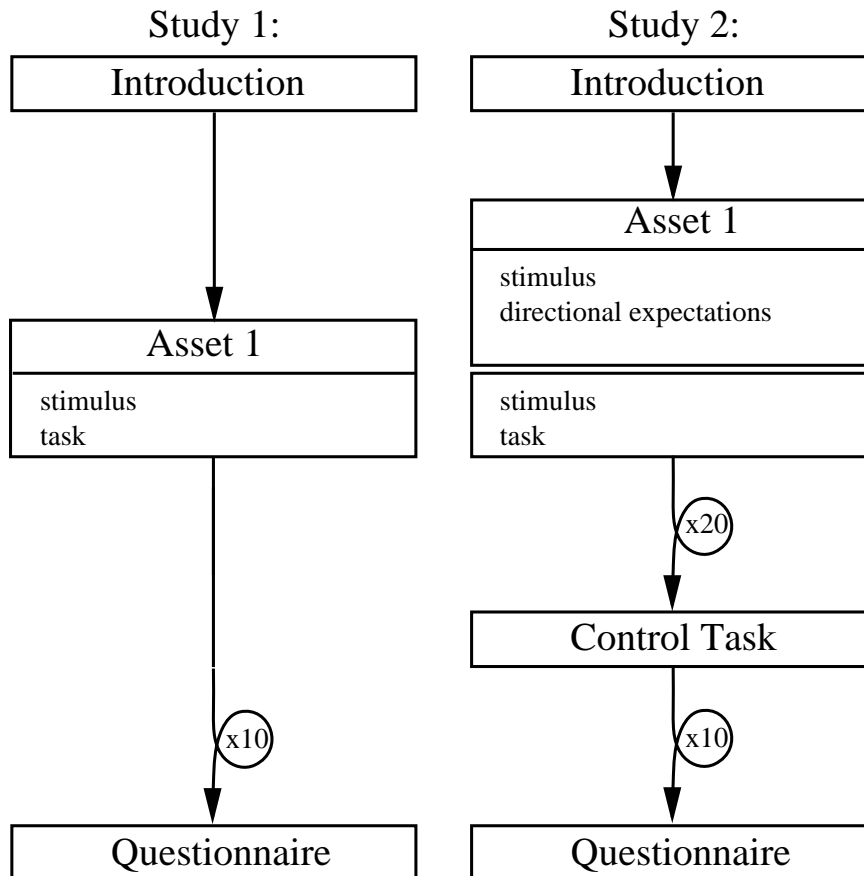 Study 1:
Introduction
Asset 1
stimulus
task
x10
Questionnaire
Study 2:
Introduction
Asset 1
stimulus
directional expectations
stimulus
task
x20
Control Task
x10
Questionnaire